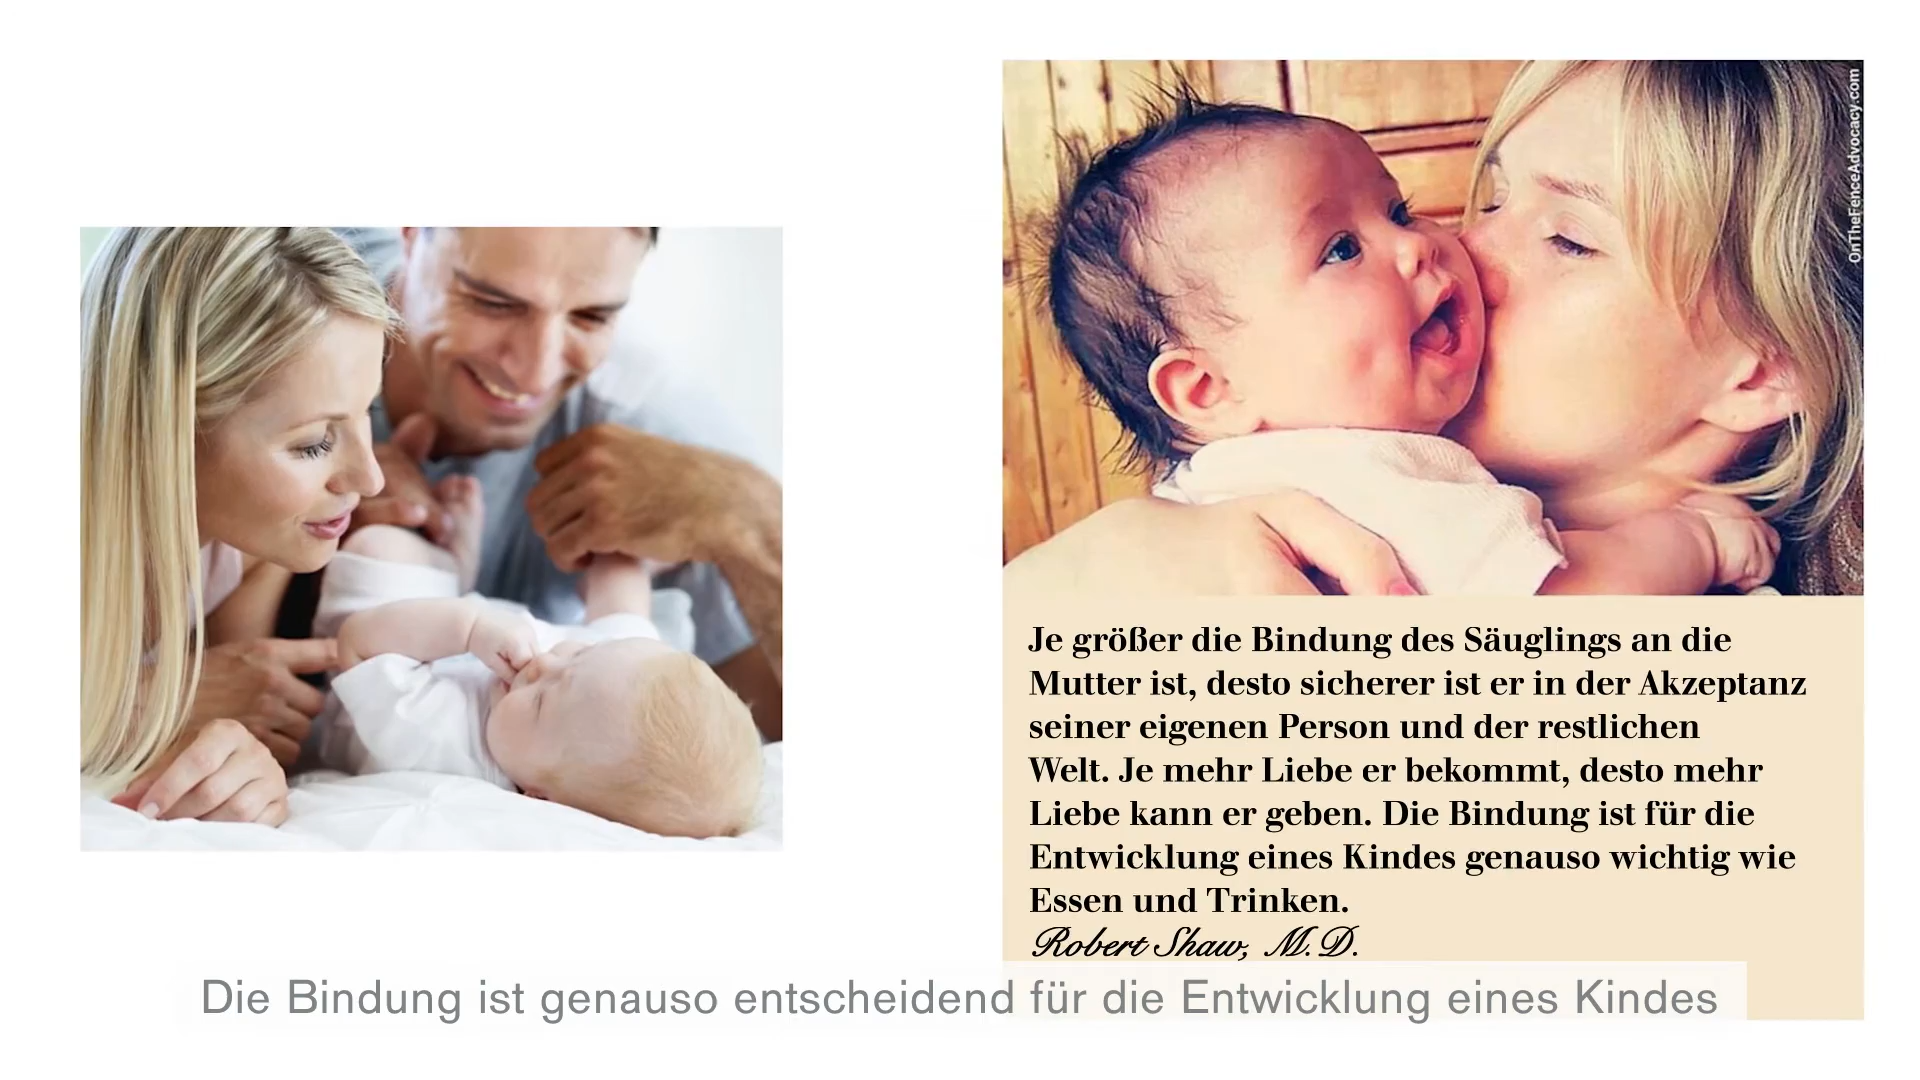 OnTheFenceAdvocacy.com
Je größer die Bindung des Säuglings an die
Mutter ist, desto sicherer ist er in der Akzeptanz
seiner eigenen Person und der restlichen
Welt. Je mehr Liebe er bekommt, desto mehr
Liebe kann er geben. Die Bindung ist für die
Entwicklung eines Kindes genauso wichtig wie
Essen und Trinken.
Robert Shaw, M.D.
Die Bindung ist genauso entscheidend für die Entwicklung eines Kindes